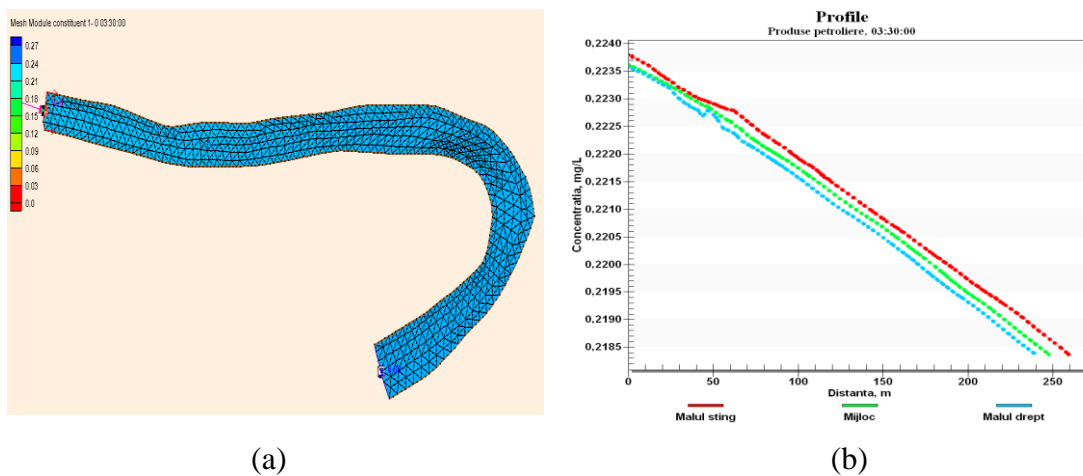 Mesh Module constituent 1- 0 03:30:00
0.27
0.24
0.21
0.18
0.15
0.12
0.09
0.06
0.03
0.0
Profile
Produse petroliere, 03:30:00
0,2240
0,2235
0,2230
0,2225
0,2220
0,2215
0,2210
0,2205
0,2200
0,2195
0,2190
0,2185
Concentratia, mg/L
0 50 100 150 200 250
Distanta, m
Malul sting Mijloc Malul drept
(a) (b)